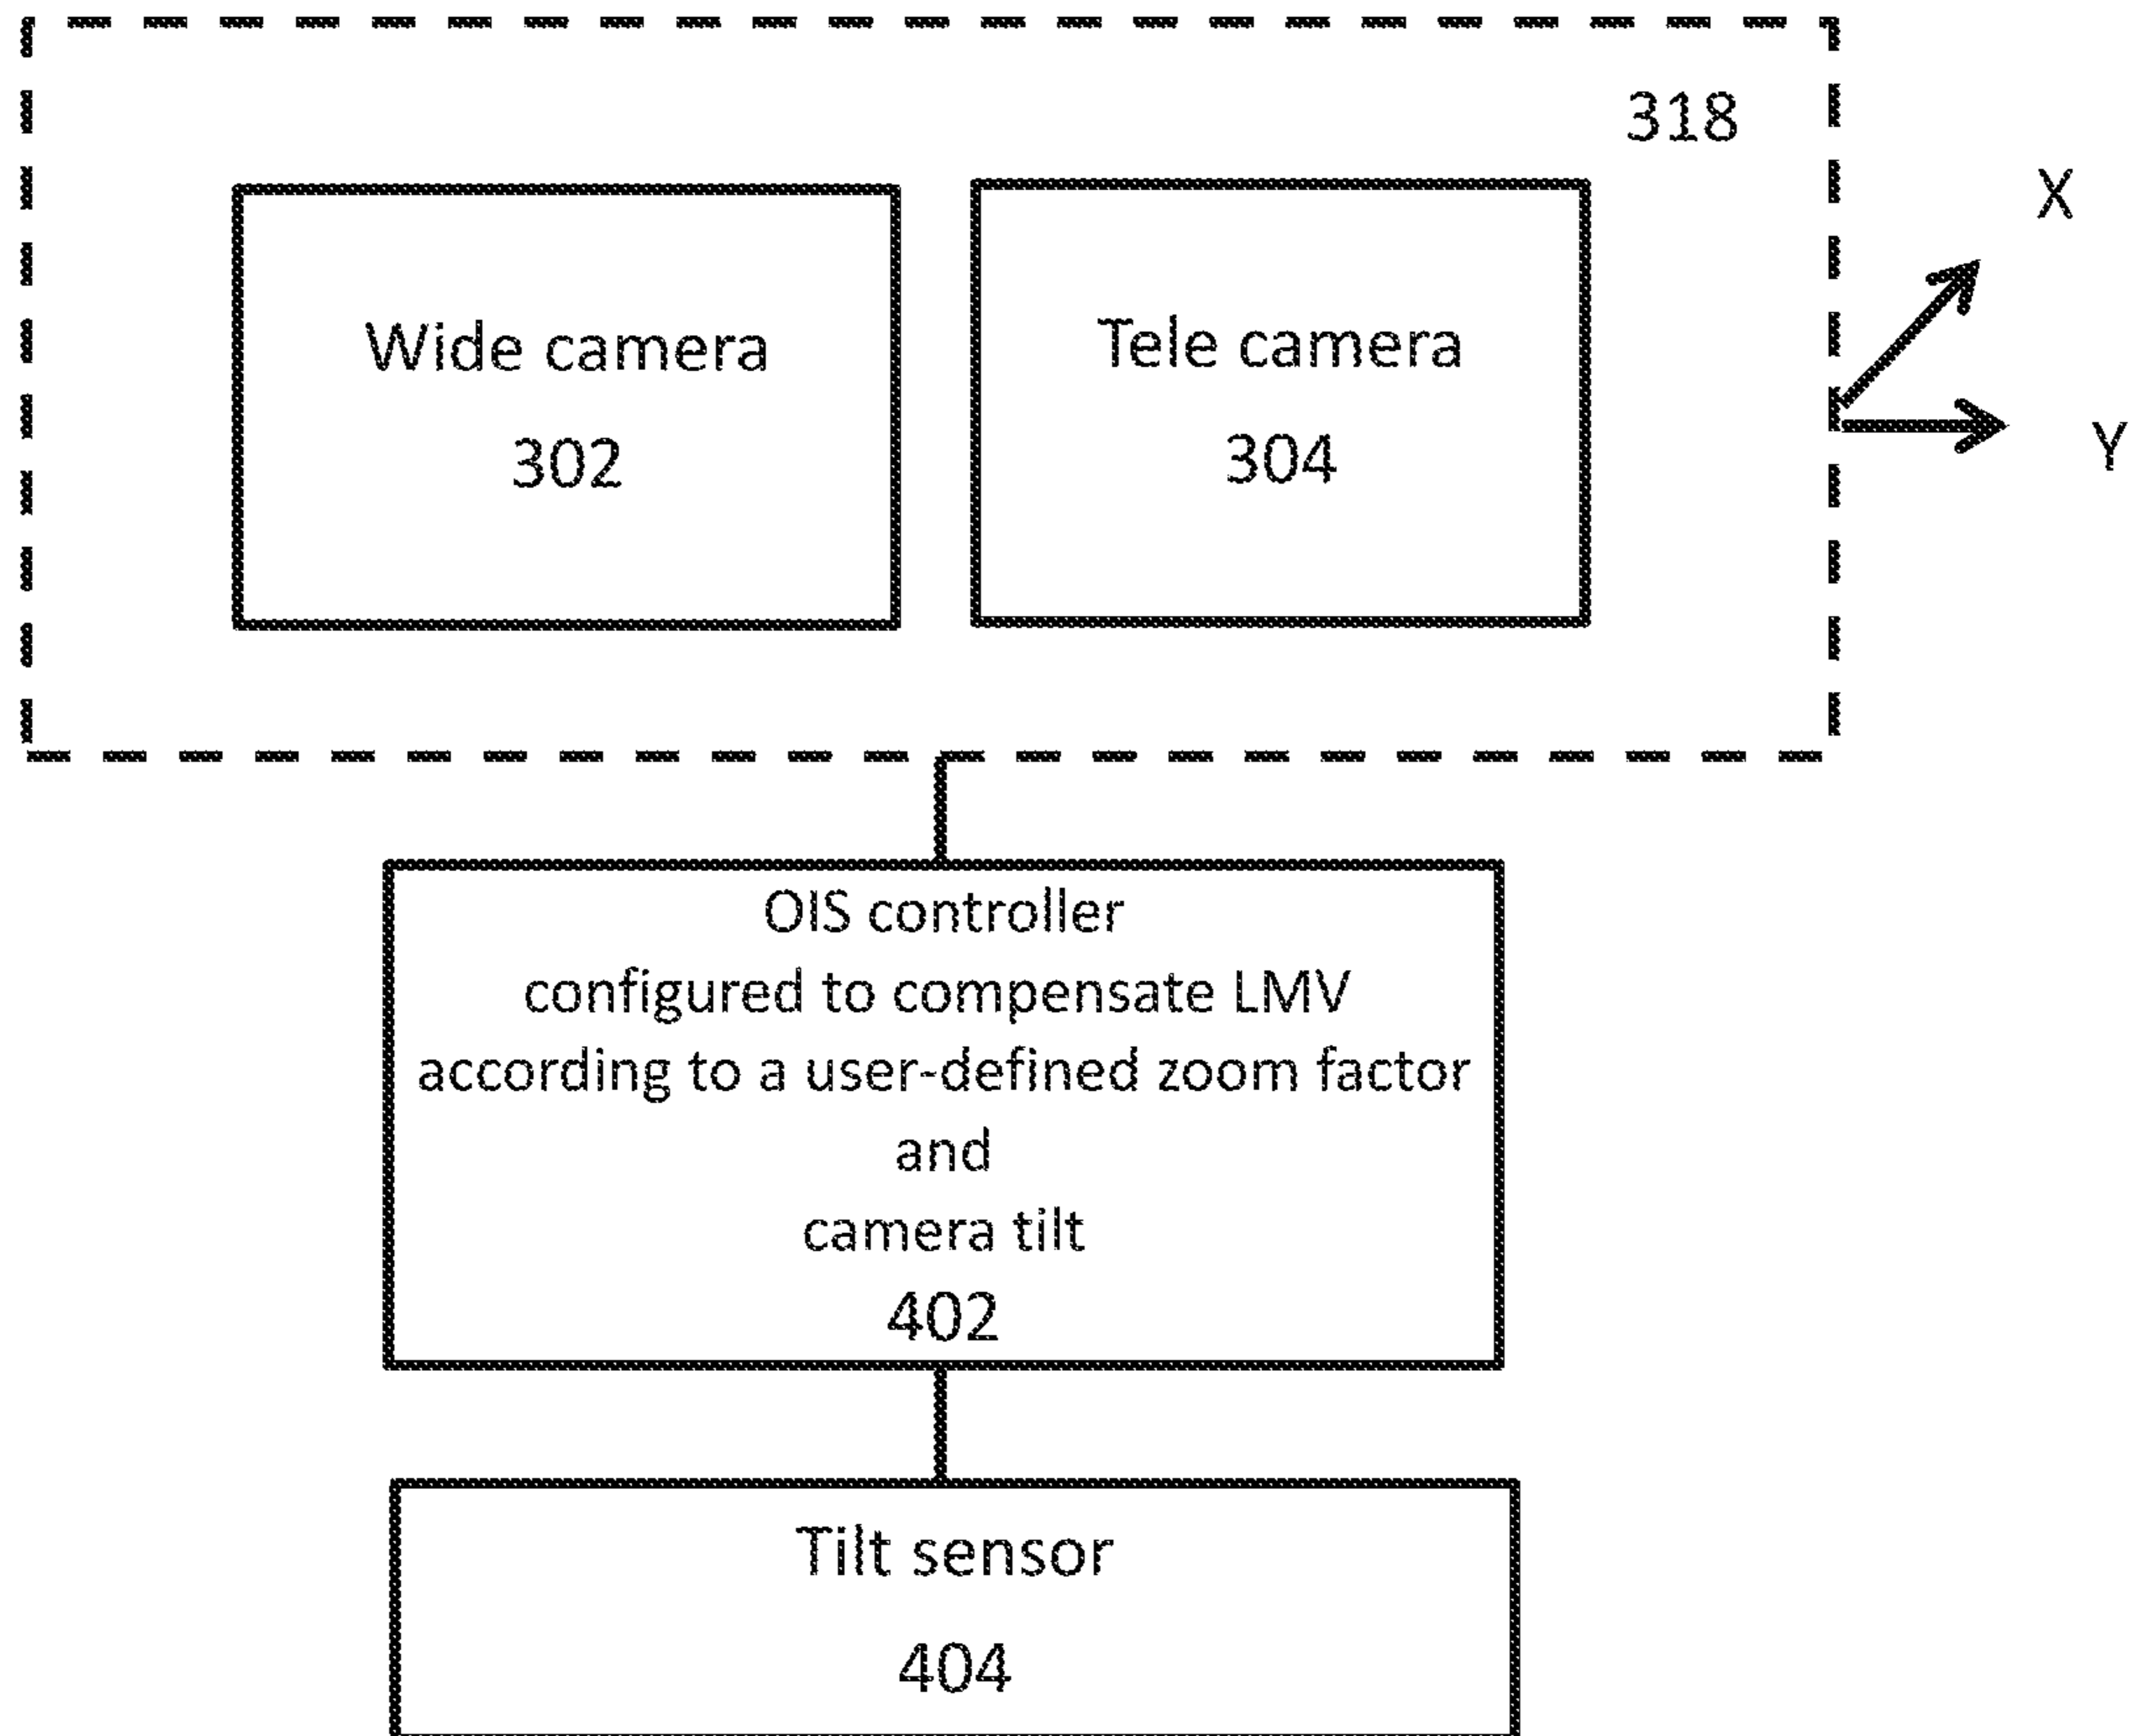 318
X
Wide camera
302
Tele camera
304
Y
OIS controller
configured to compensate LMV
according to a user-defined zoom factor
and
camera tilt
402
Tilt sensor
404